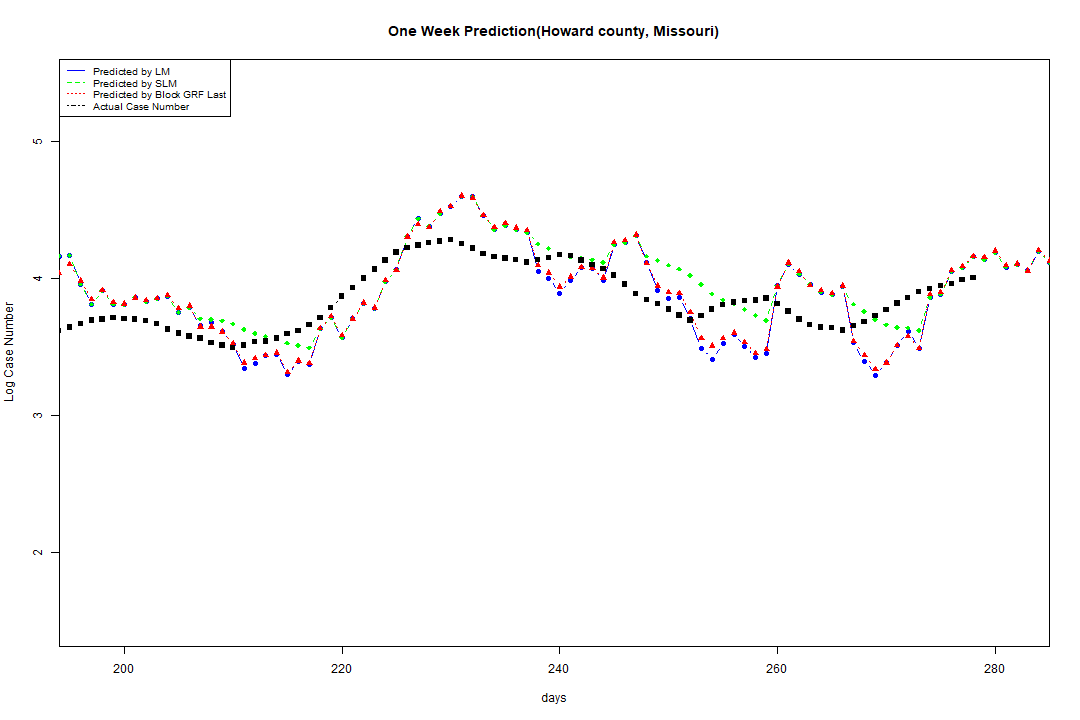 One Week Prediction(Howard county, Missouri)
Predicted by LM
Predicted by SLM
Predicted by Block GRF Last
Actual Case Number
5
4
3
2
Log Case Number
200 220 240 260 280
days